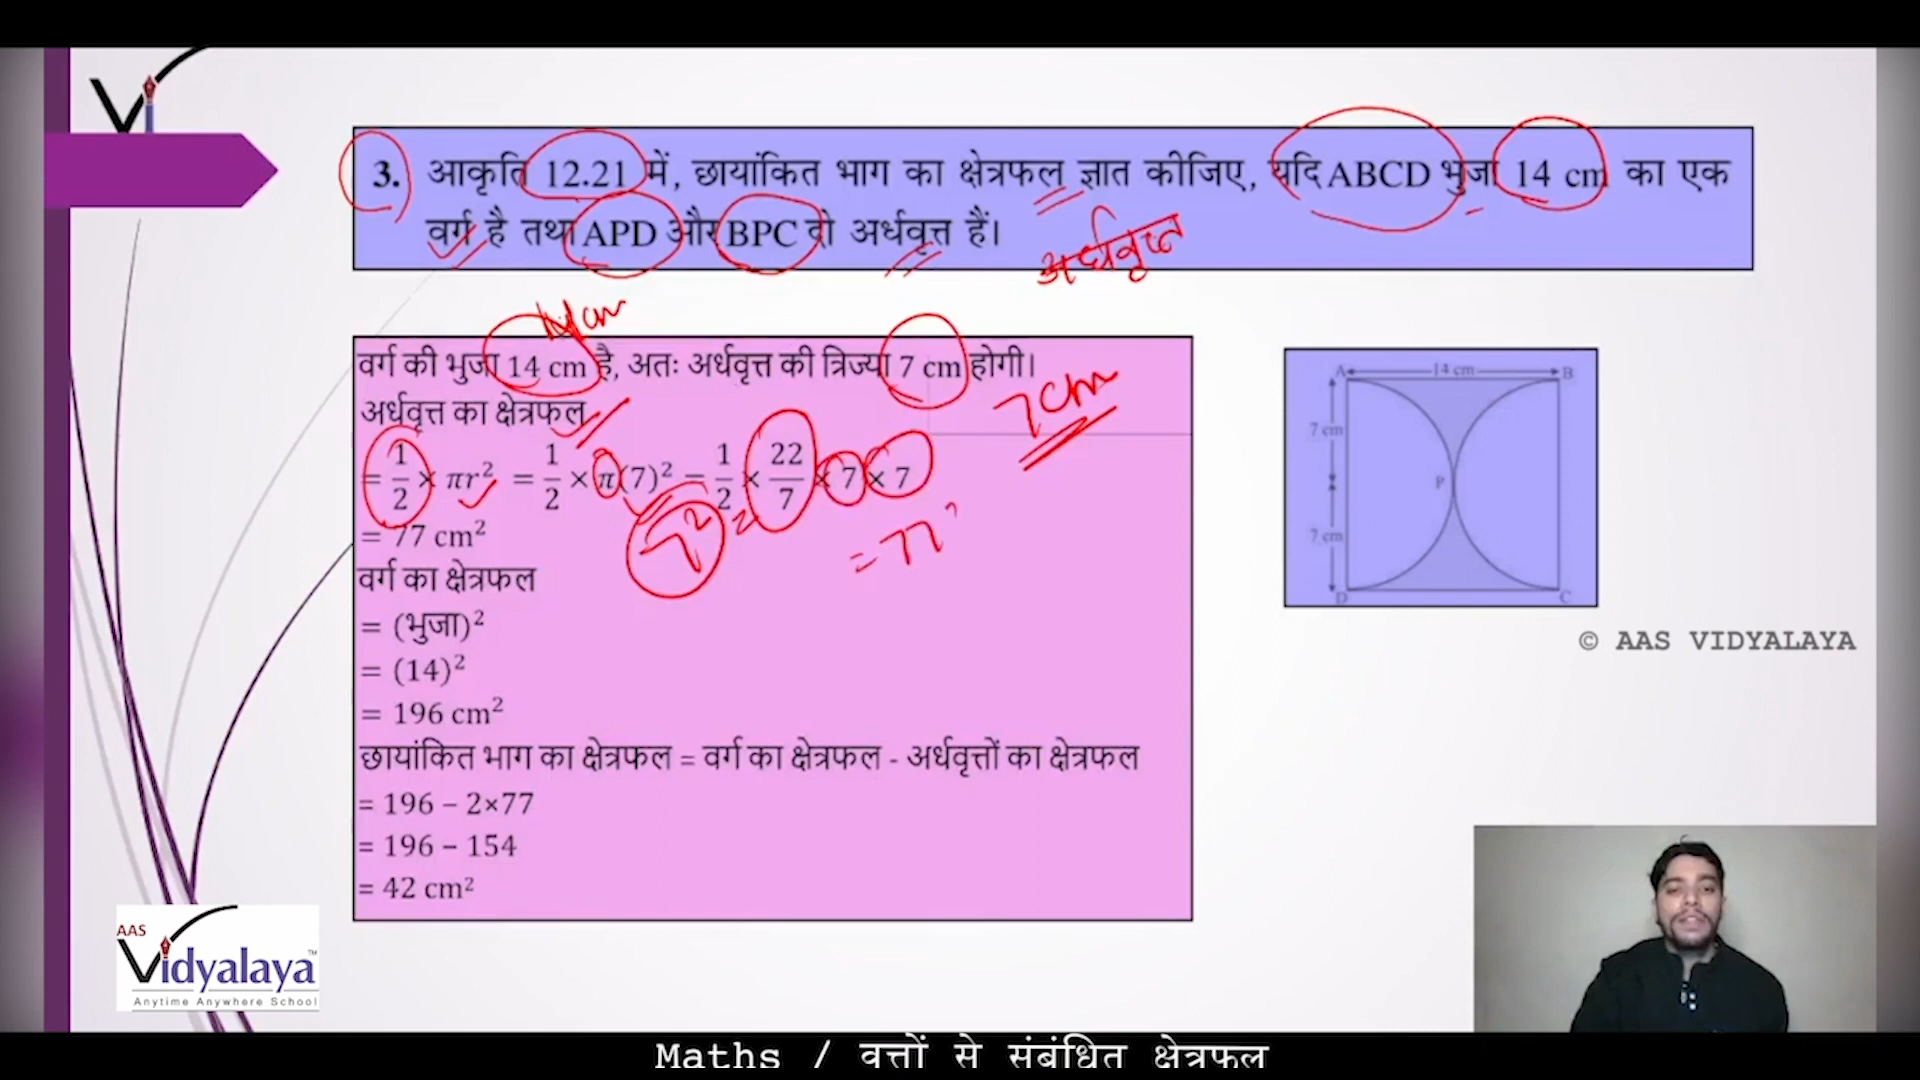 3. आकृति 12.21 में, छायांकित भाग का क्षेत्रफल ज्ञात कीजिए, यदि ABCD भुजा 14 cm का एक
वर्ग है तथा APD और BPC दो अर्धवृत्त हैं।
अर्धवृत्त
14cm
वर्ग की भुजा 14 cm है, अतः अर्धवृत्त की त्रिज्या 7 cm होगी।
7cm
अर्धवृत्त का क्षेत्रफल
= 1/2 × πr² = 1/2 × π(7)² = 1/2 × 22/7 × 7 × 7
7² =
= 77
= 77 cm²
वर्ग का क्षेत्रफल
= (भुजा)²
= (14)²
= 196 cm²
छायांकित भाग का क्षेत्रफल = वर्ग का क्षेत्रफल - अर्धवृत्तों का क्षेत्रफल
= 196 – 2×77
= 196 – 154
= 42 cm²
A 14 cm B
7 cm
P
7 cm
D C
© AAS VIDYALAYA
AAS
Vidyalaya™
Anytime Anywhere School
Maths / वत्तों से संबंधित क्षेत्रफल